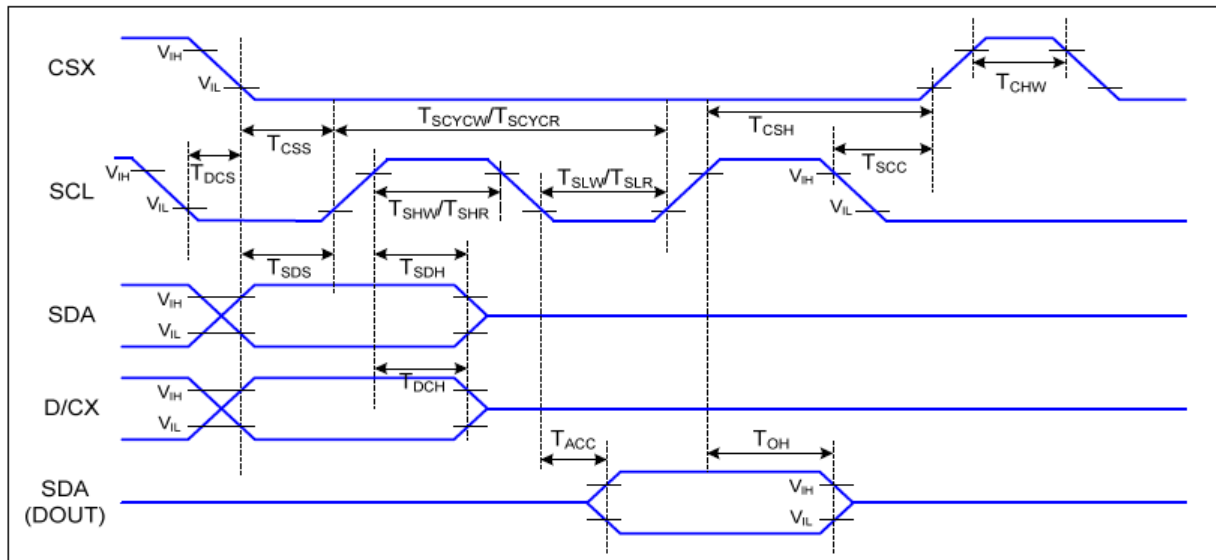 CSX
VIH
VIL
TCHW
TSCYCW/TSCYCR
TCSS
TCSH
TDCS
TSCC
SCL
VIH
VIL
TSLW/TSLR
TSHW/TSHR
VIH
VIL
TSDS
TSDH
SDA
VIH
VIL
TDCH
D/CX
VIH
VIL
TACC
TOH
SDA
(DOUT)
VIH
VIL